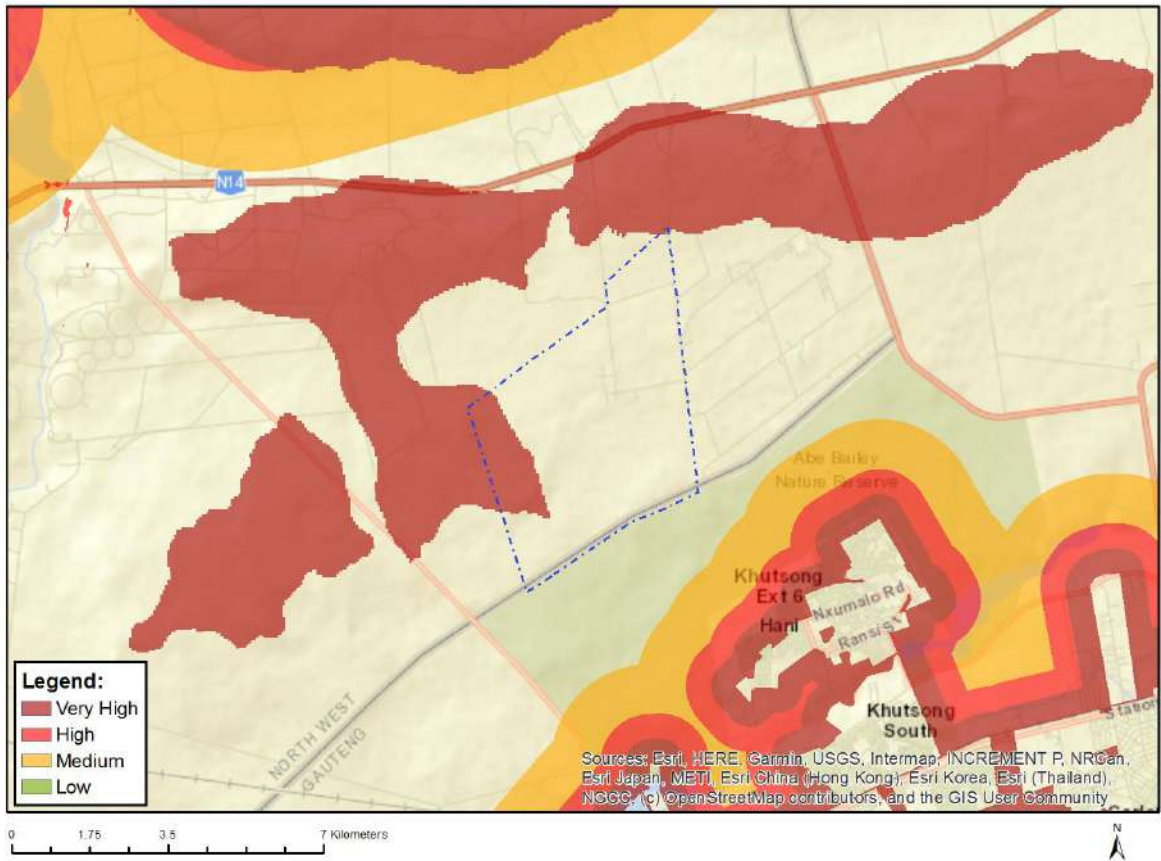 N14
Abe Bailey
Nature Reserve
Khutsong
Ext 6
Nxumalo Rd
Hani
Ransi S
Khutsong
South
Station
NORTH WEST
GAUTENG
Legend:
Very High
High
Medium
Low
Sources: Esri, HERE, Garmin, USGS, Intermap, INCREMENT P, NRCan,
Esri Japan, METI, Esri China (Hong Kong), Esri Korea, Esri (Thailand),
NGCC, (c) OpenStreetMap contributors, and the GIS User Community
0 1.75 3.5 7 Kilometers
N